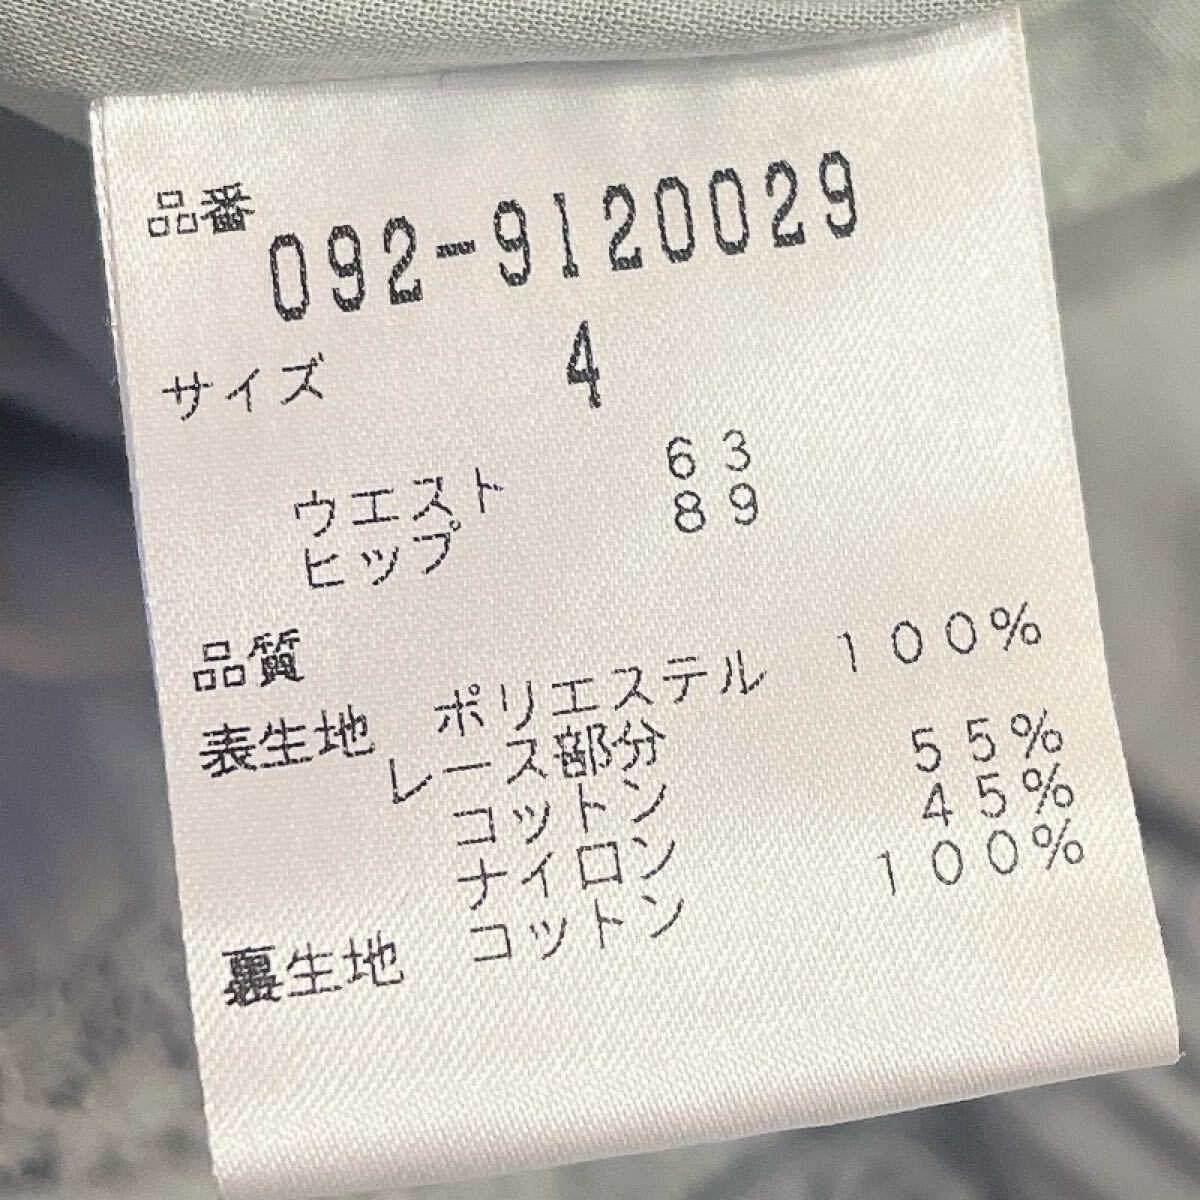 品番 092-9120029
サイズ 4
ウエスト 63
ヒップ 89
品質
表生地 ポリエステル 100%
レース部分
コットン 55%
ナイロン 45%
裏生地 コットン 100%